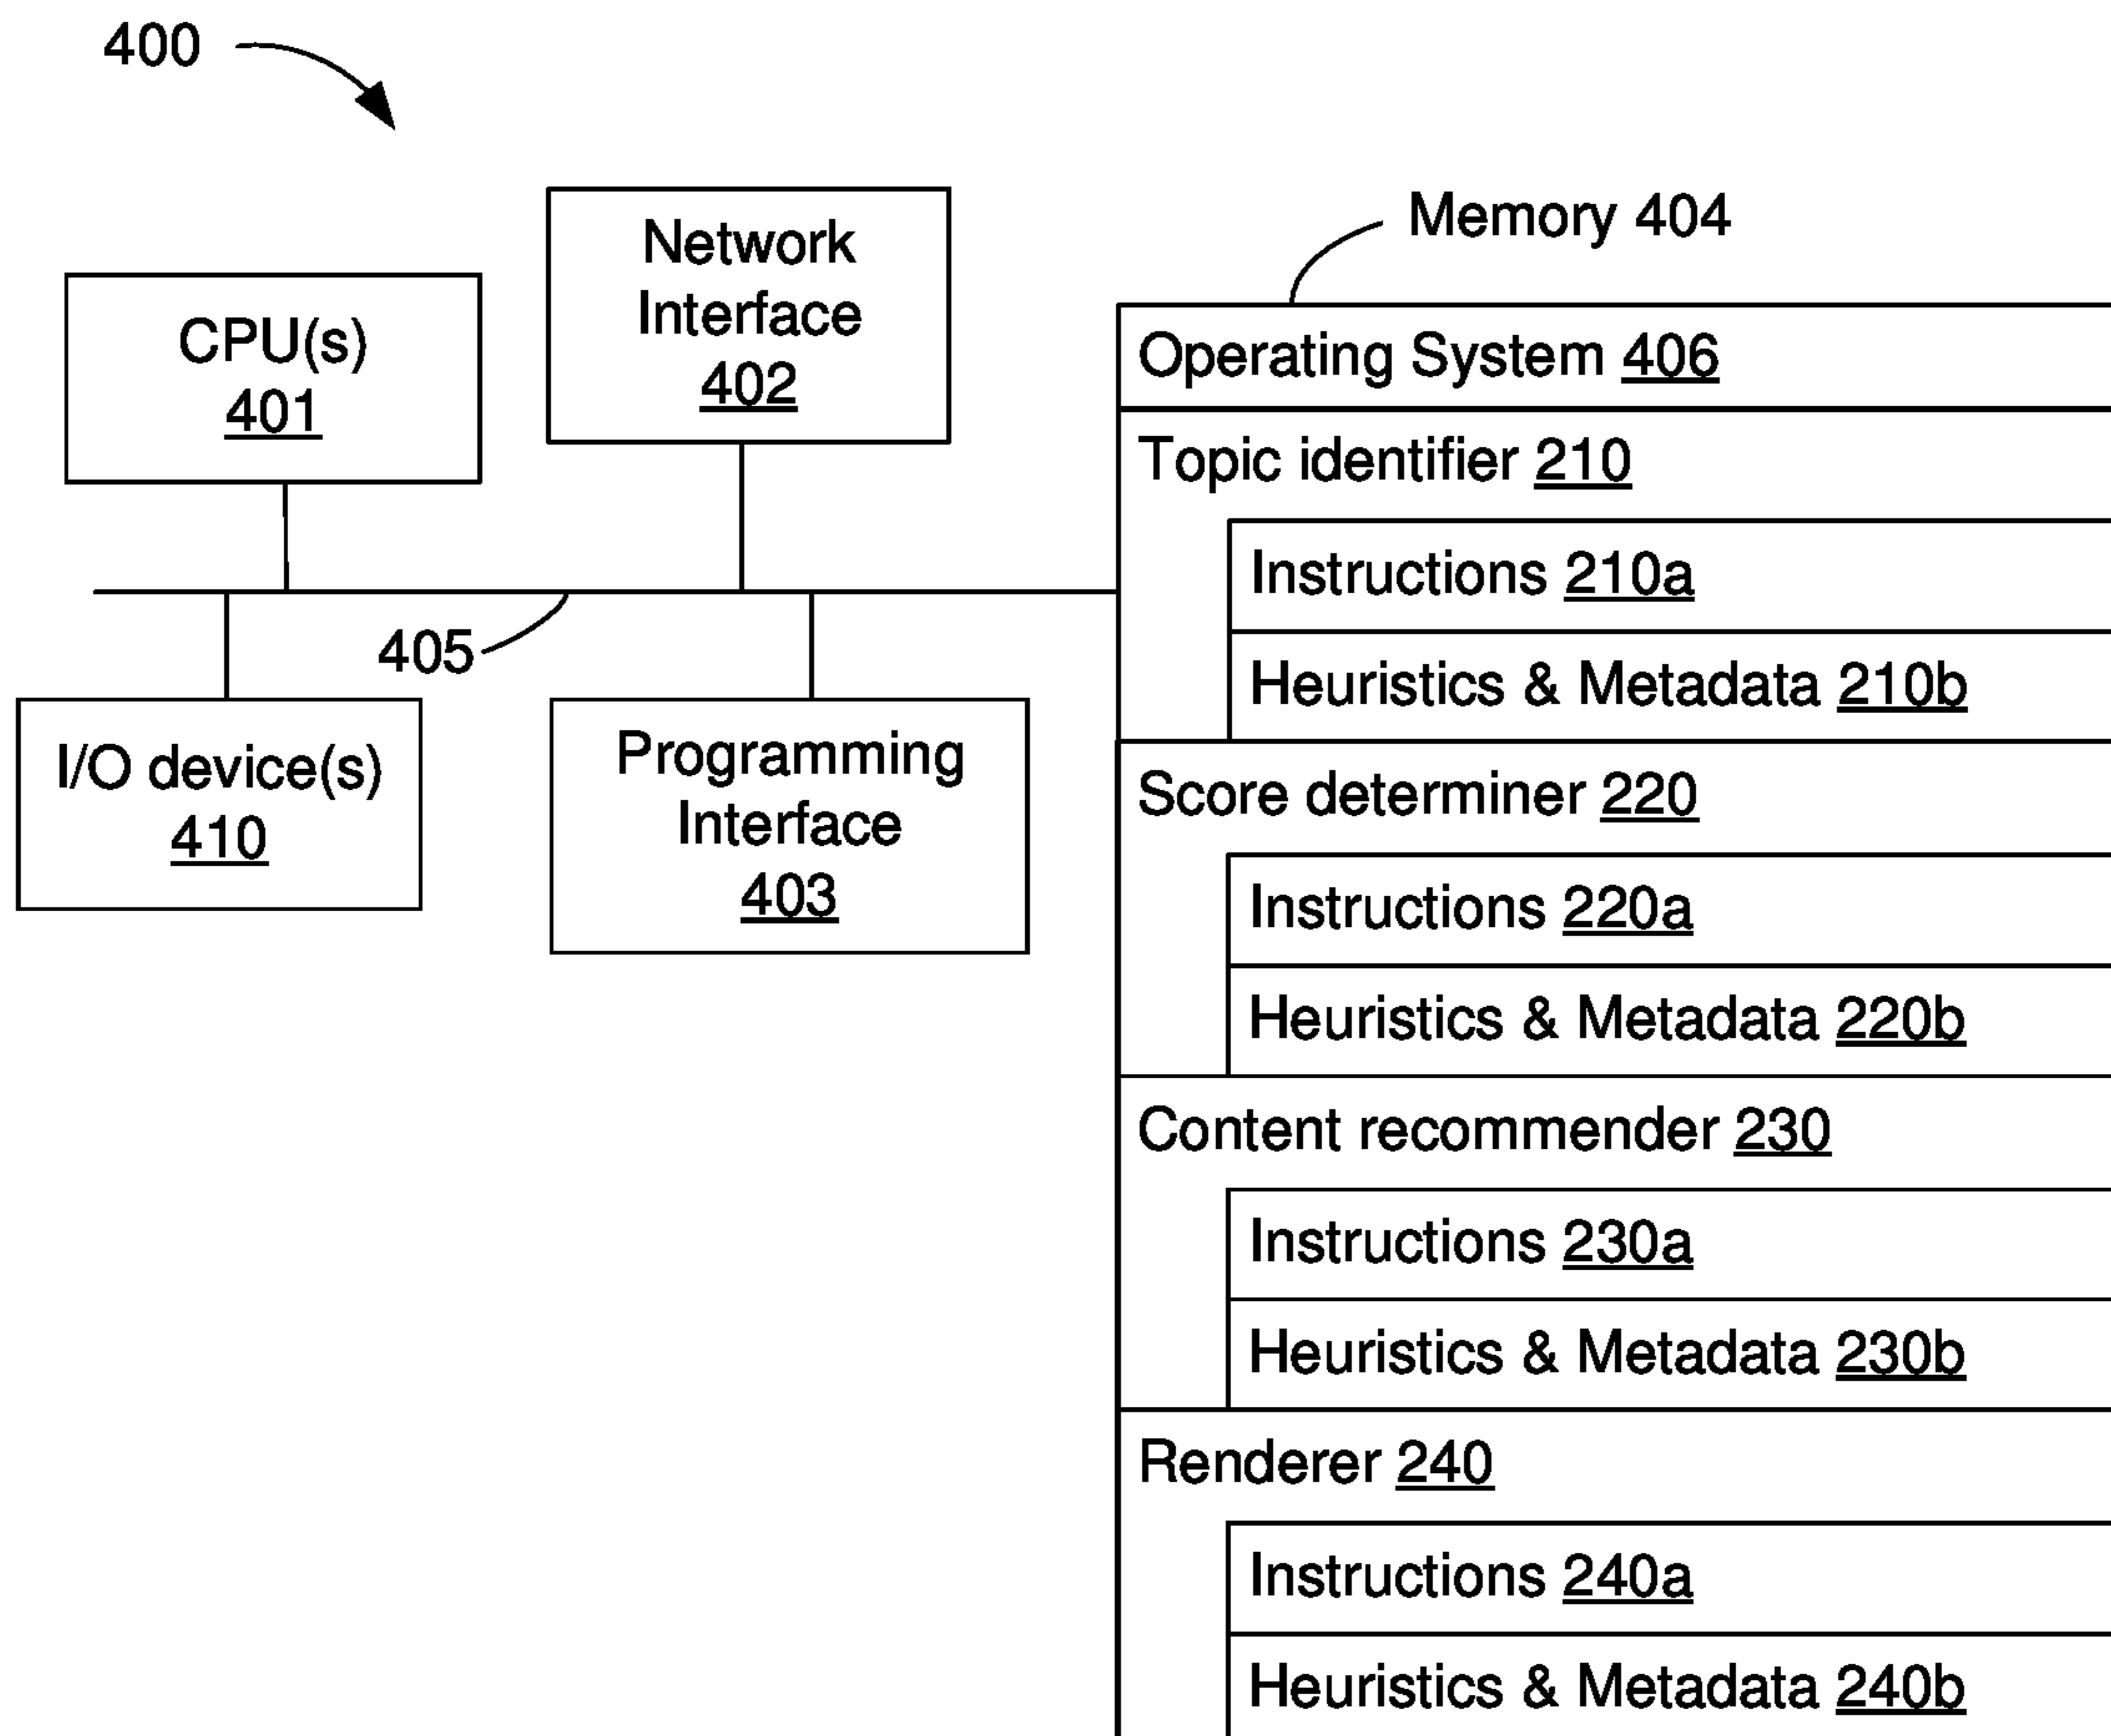 400
Network
Interface
402
CPU(s)
401
405
I/O device(s)
410
Programming
Interface
403
Memory 404
Operating System 406
Topic identifier 210
Instructions 210a
Heuristics & Metadata 210b
Score determiner 220
Instructions 220a
Heuristics & Metadata 220b
Content recommender 230
Instructions 230a
Heuristics & Metadata 230b
Renderer 240
Instructions 240a
Heuristics & Metadata 240b